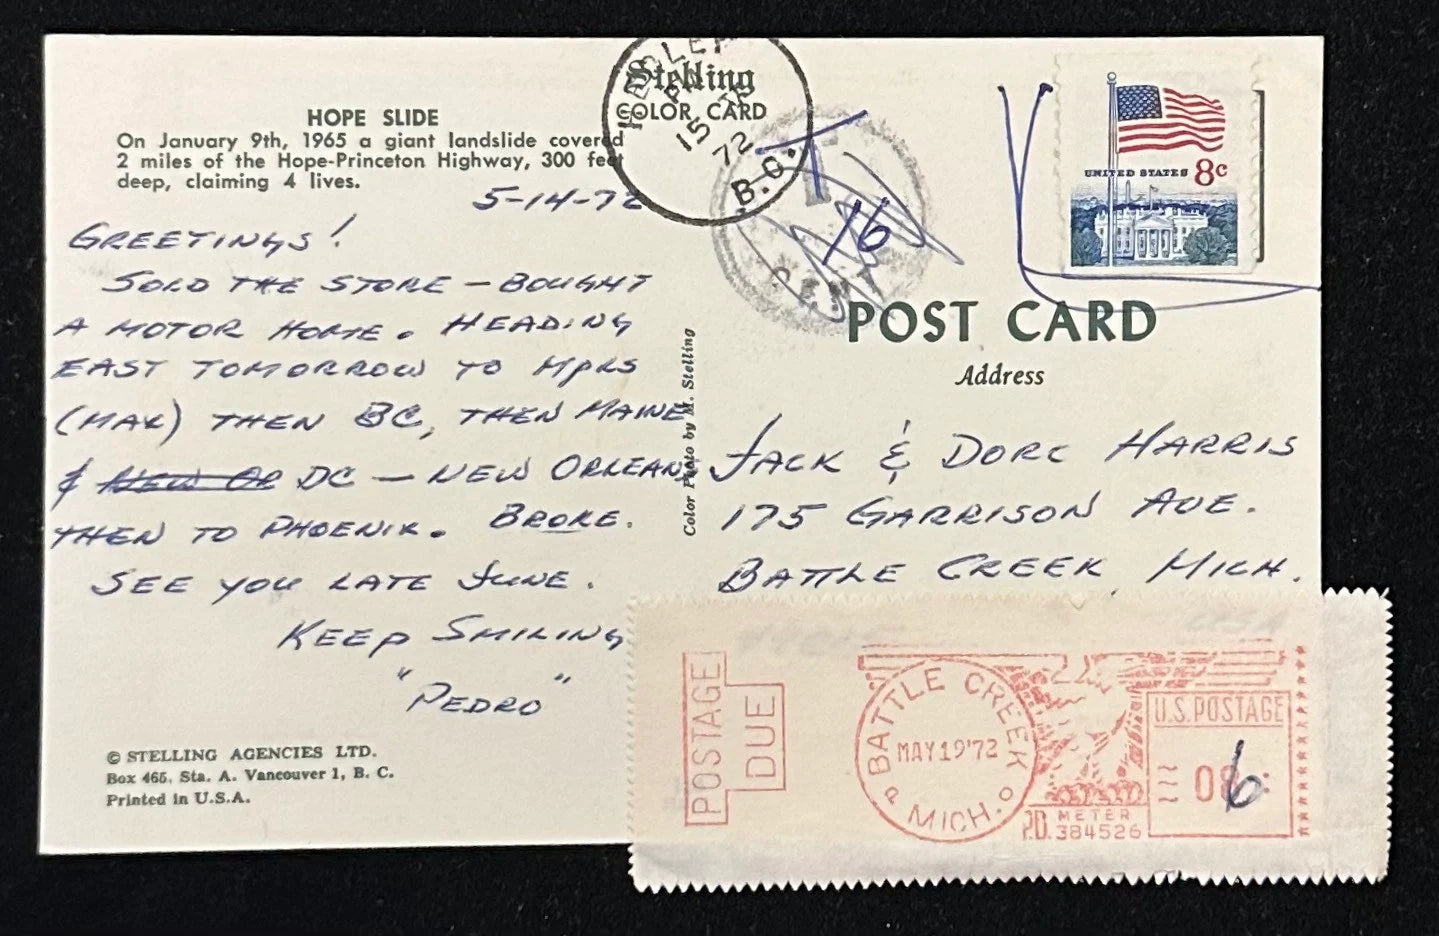 HOPE SLIDE
On January 9th, 1965 a giant landslide covered
2 miles of the Hope-Princeton Highway, 300 feet
deep, claiming 4 lives.
5-14-72
GREETINGS!
SOLD THE STORE – BOUGHT
A MOTOR HOME. HEADING
EAST TOMORROW TO MPLS
(MAX) THEN BC, THEN MAINE
& NEW OR DC – NEW ORLEANS
THEN TO PHOENIX. BROKE.
SEE YOU LATE JUNE.
KEEP SMILING
"PEDRO"
© STELLING AGENCIES LTD.
Box 465, Sta. A. Vancouver 1, B. C.
Printed in U.S.A.
Color Photo by M. Stelling
Stelling
COLOR CARD
PM
15
72
B.C.
T
16
UNITED STATES 8c
POST CARD
Address
JACK & DORE HARRIS
175 GARRISON AVE.
BATTLE CREEK, MICH.
USA
POSTAGE
DUE
BATTLE CREEK
MAY 19 '72
MICH.
P O
U.S. POSTAGE
6
P.D. METER
384526